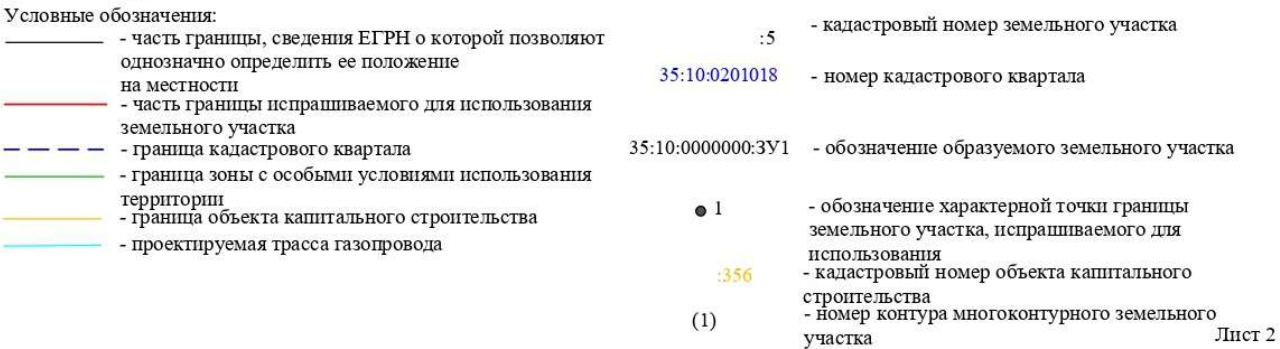 Условные обозначения:
- часть границы, сведения ЕГРН о которой позволяют
однозначно определить ее положение
на местности
- часть границы испрашиваемого для использования
земельного участка
- граница кадастрового квартала
- граница зоны с особыми условиями использования
территории
- граница объекта капитального строительства
- проектируемая трасса газопровода
:5 - кадастровый номер земельного участка
35:10:0201018 - номер кадастрового квартала
35:10:0000000:ЗУ1 - обозначение образуемого земельного участка
1 - обозначение характерной точки границы
земельного участка, испрашиваемого для
использования
:356 - кадастровый номер объекта капитального
строительства
(1) - номер контура многоконтурного земельного
участка
Лист 2